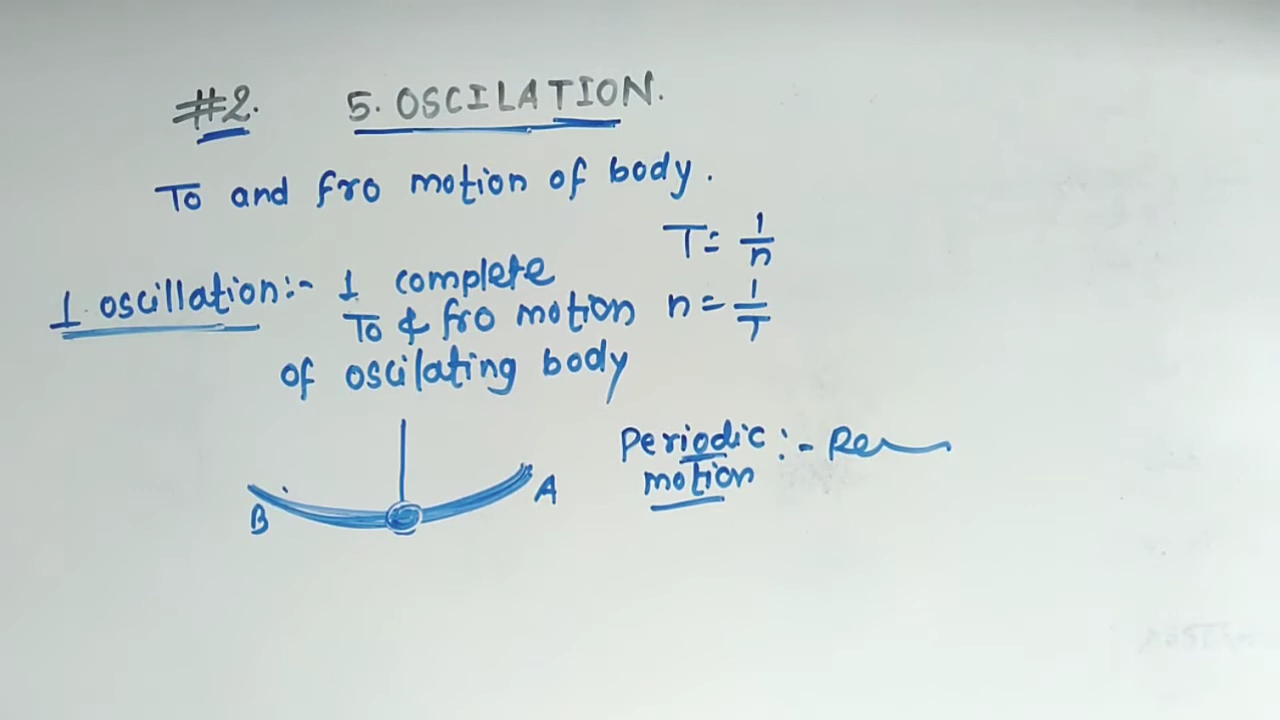 #2. 5. OSCILATION.
To and fro motion of body.
T = 1/n
1 oscillation:- 1 complete
To & fro motion
n = 1/T
of oscilating body
B
A
Periodic :-
motion